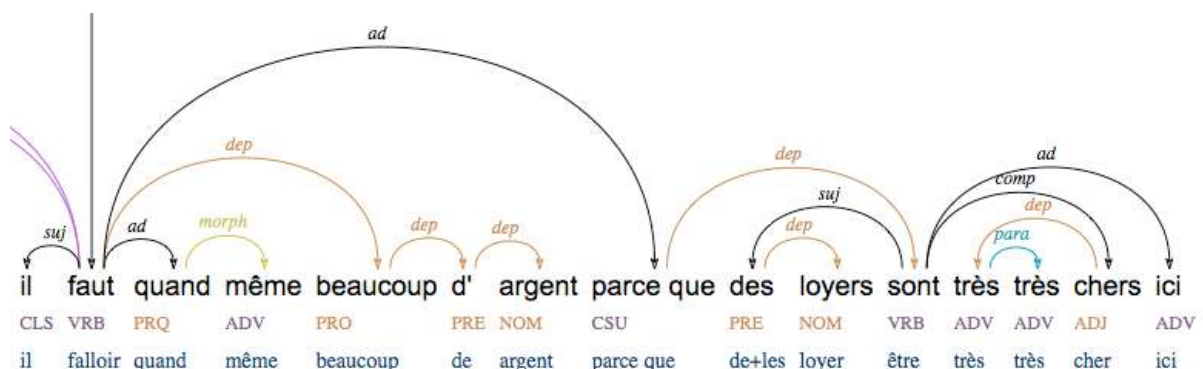 ad
dep dep ad
comp
morph suj dep
suj ad dep dep dep para
il faut quand même beaucoup d' argent parce que des loyers sont très très chers ici
CLS VRB PRQ ADV PRO PRE NOM CSU PRE NOM VRB ADV ADV ADJ ADV
il falloir quand même beaucoup de argent parce que de+les loyer être très très cher ici